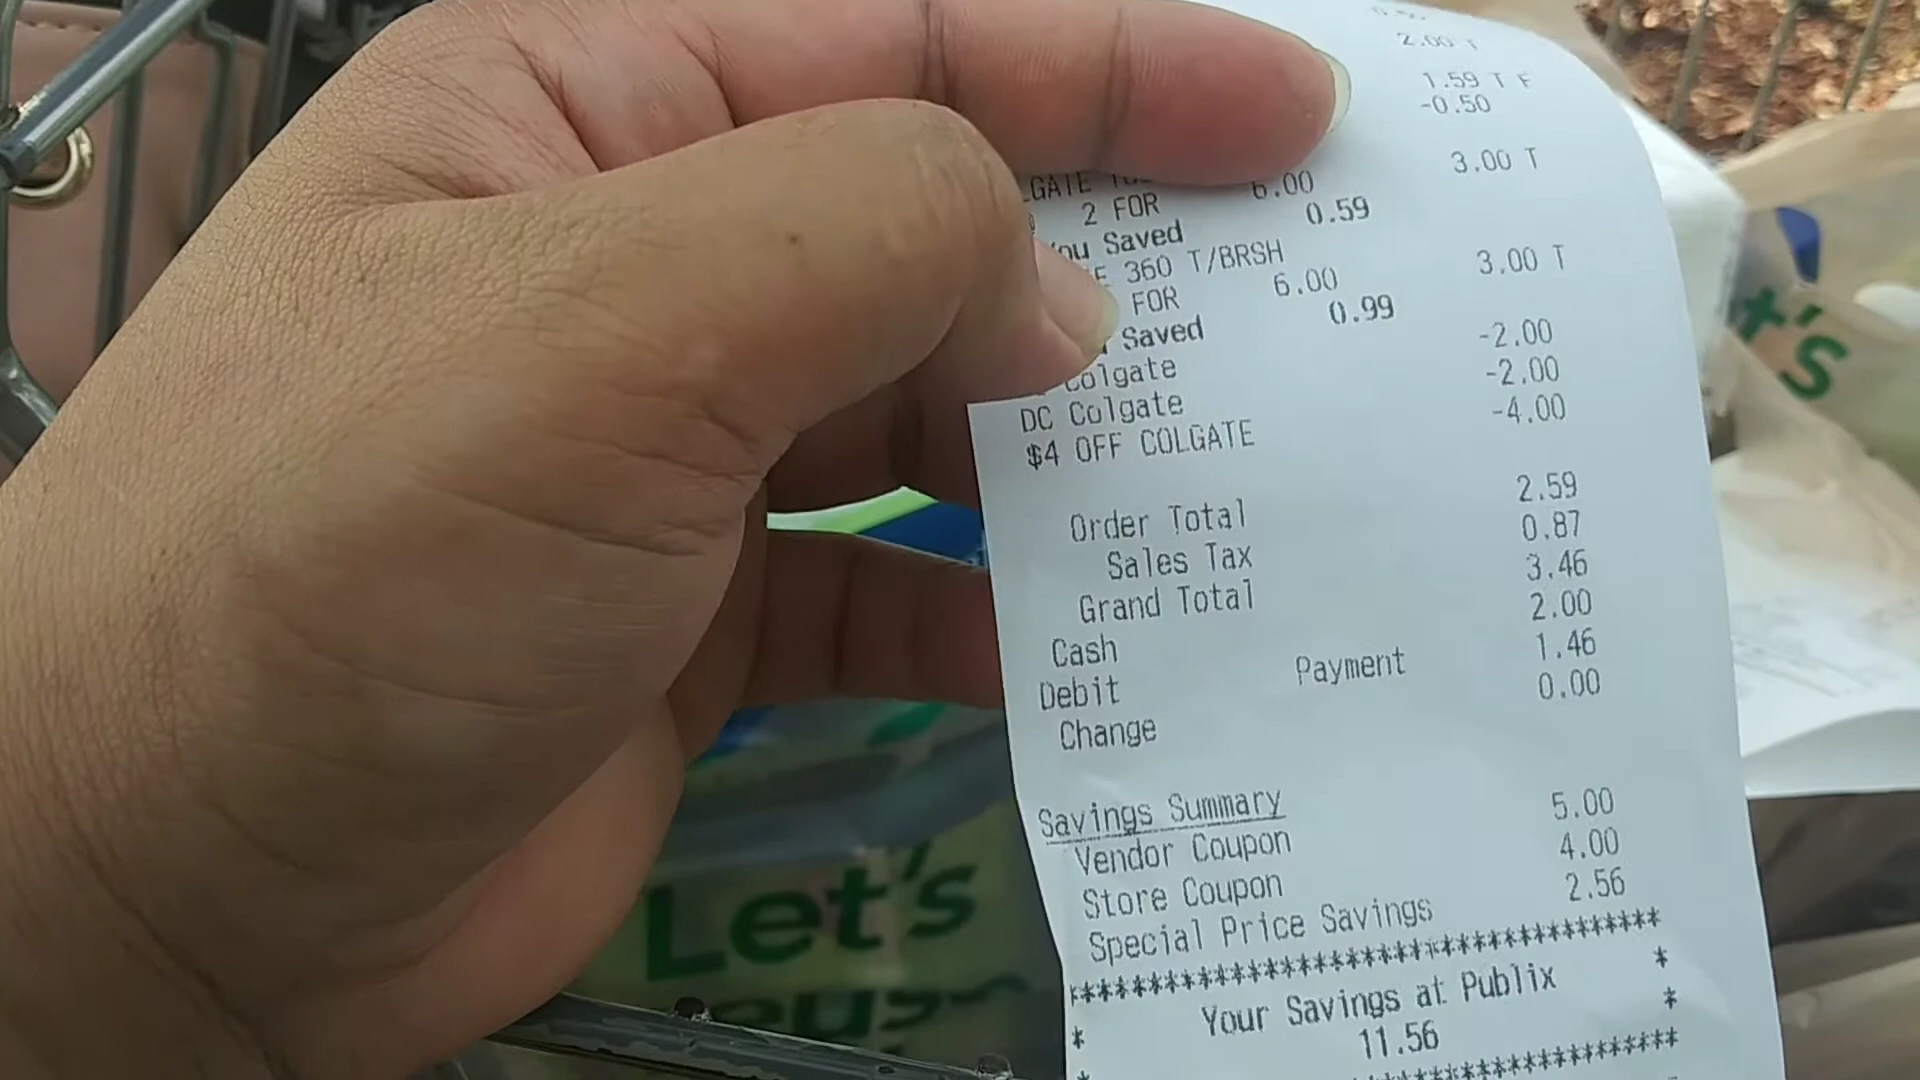 2.00 T
1.59 T F
-0.50
3.00 T
2 FOR 6.00
You Saved 0.59
360 T/BRSH 3.00 T
FOR 6.00
Saved 0.99
Colgate -2.00
DC Colgate -2.00
$4 OFF COLGATE -4.00
Order Total 2.59
Sales Tax 0.87
Grand Total 3.46
Cash 2.00
Debit Payment 1.46
Change 0.00
Savings Summary
Vendor Coupon 5.00
Store Coupon 4.00
Special Price Savings 2.56
**********************************
* Your Savings at Publix *
* 11.56 *
Let's